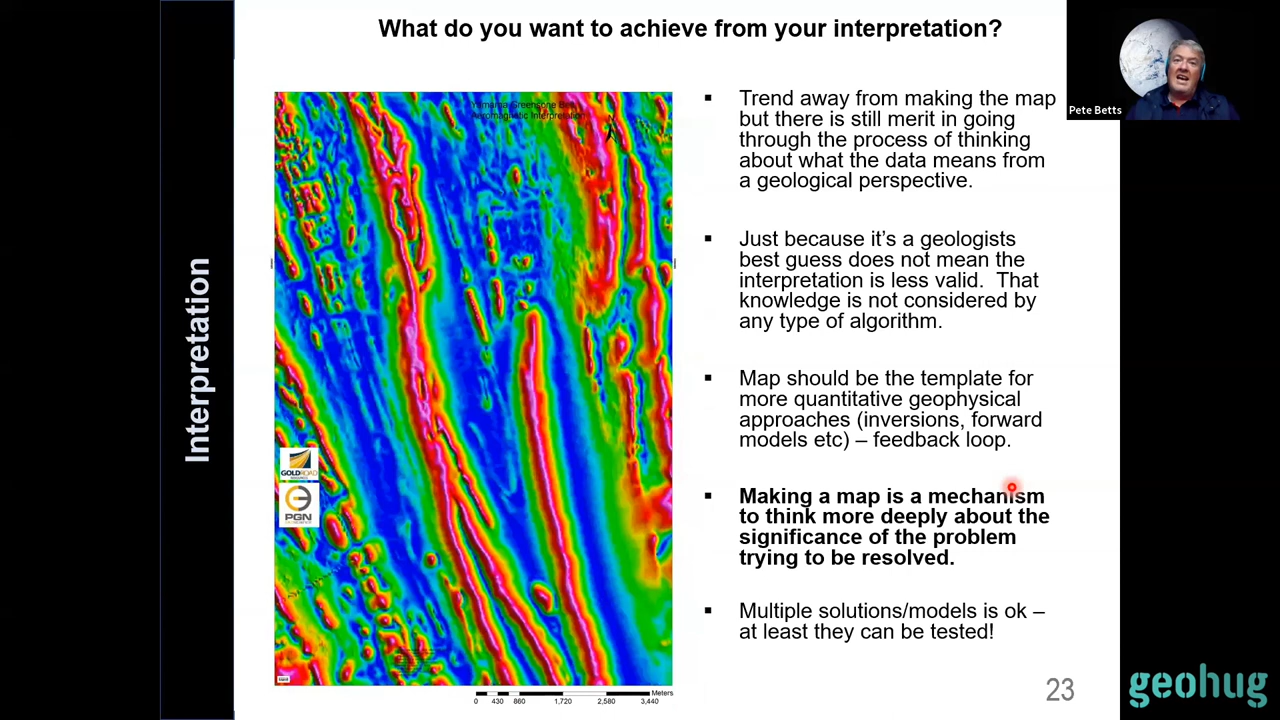 What do you want to achieve from your interpretation?
Pete Betts
Interpretation
Aeromagnetic Interpretation
GOLDROAD
PGN
Meters
0 430 860 1,720 2,580 3,440
▪ Trend away from making the map
but there is still merit in going
through the process of thinking
about what the data means from
a geological perspective.
▪ Just because it's a geologists
best guess does not mean the
interpretation is less valid. That
knowledge is not considered by
any type of algorithm.
▪ Map should be the template for
more quantitative geophysical
approaches (inversions, forward
models etc) – feedback loop.
▪ Making a map is a mechanism
to think more deeply about the
significance of the problem
trying to be resolved.
▪ Multiple solutions/models is ok –
at least they can be tested!
23
geohug